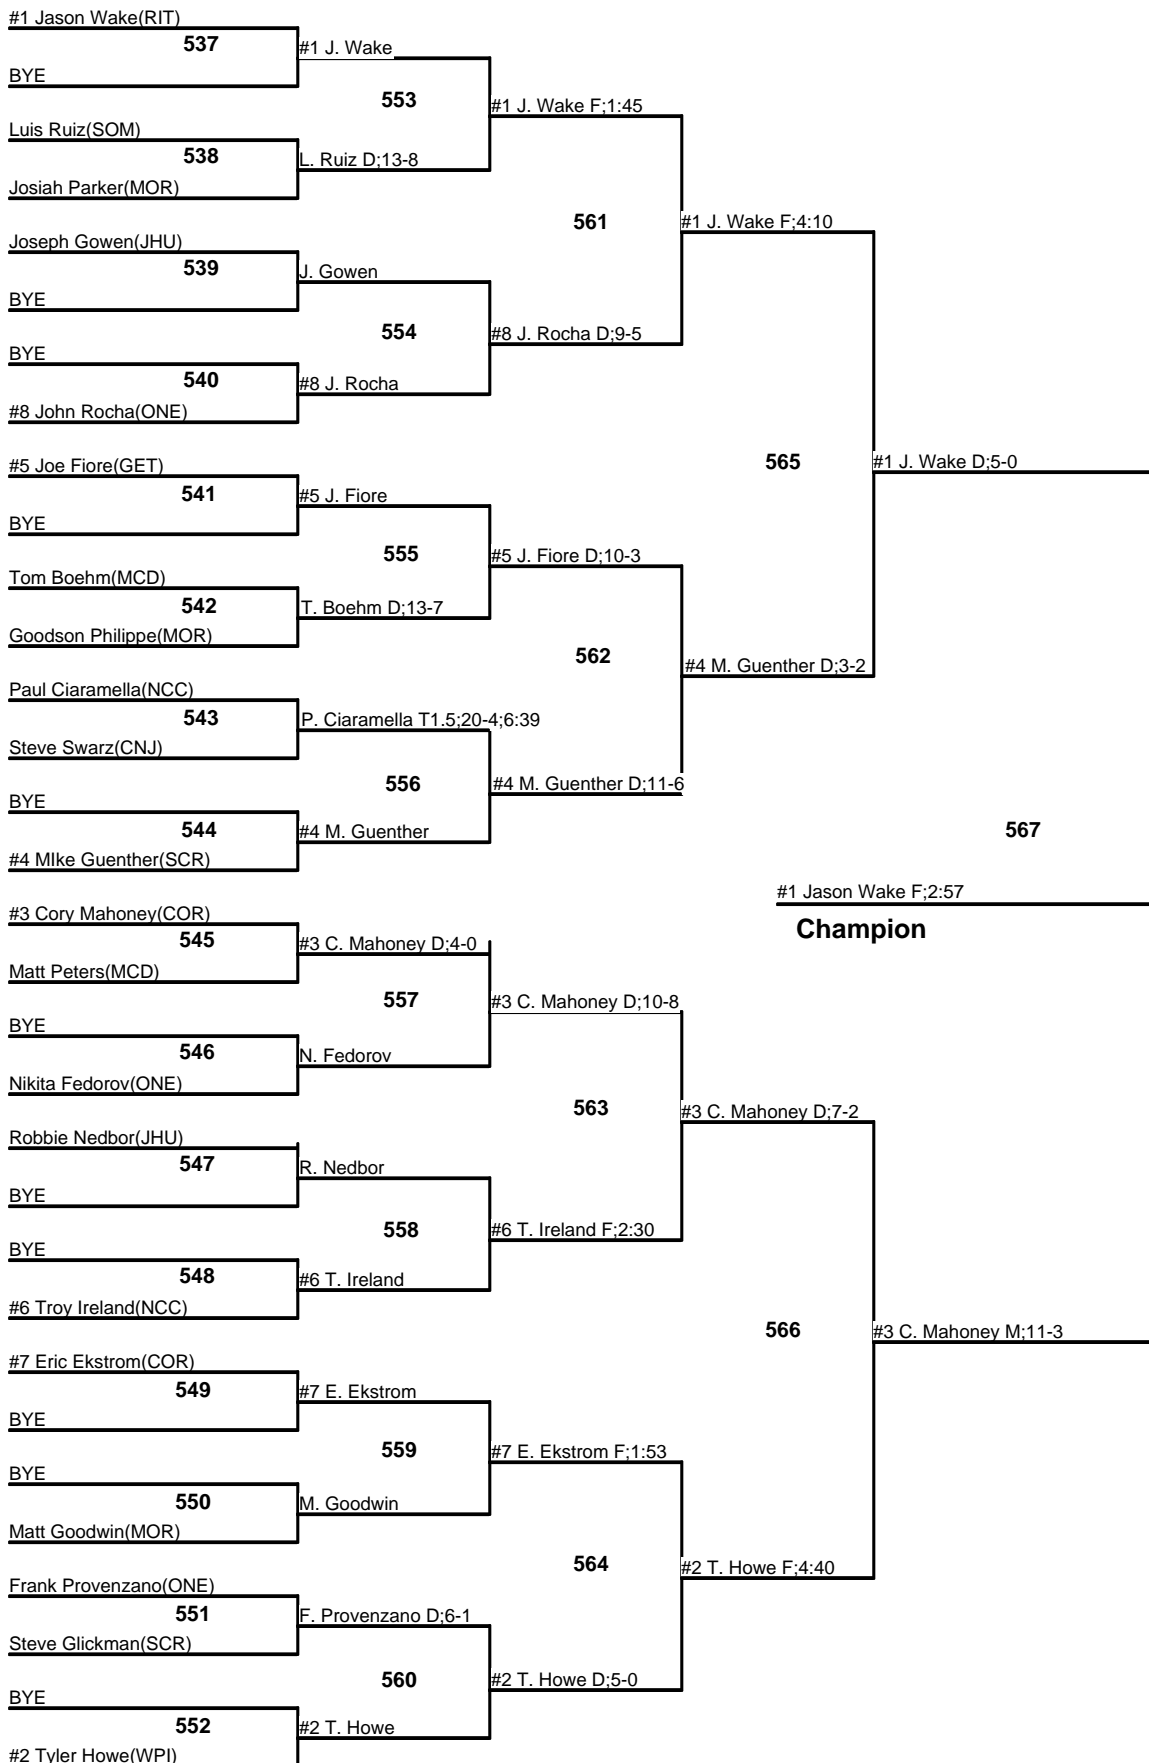 #1 Jason Wake(RIT)
537
#1 J. Wake
BYE
553
#1 J. Wake F;1:45
Luis Ruiz(SOM)
538
L. Ruiz D;13-8
Josiah Parker(MOR)
561
#1 J. Wake F;4:10
Joseph Gowen(JHU)
539
J. Gowen
BYE
554
#8 J. Rocha D;9-5
BYE
540
#8 J. Rocha
#8 John Rocha(ONE)
565
#1 J. Wake D;5-0
#5 Joe Fiore(GET)
541
#5 J. Fiore
BYE
555
#5 J. Fiore D;10-3
Tom Boehm(MCD)
542
T. Boehm D;13-7
Goodson Philippe(MOR)
562
#4 M. Guenther D;3-2
Paul Ciaramella(NCC)
543
P. Ciaramella T1.5;20-4;6:39
Steve Swarz(CNJ)
556
#4 M. Guenther D;11-6
BYE
544
#4 M. Guenther
#4 MIke Guenther(SCR)
567
#1 Jason Wake F;2:57
Champion
#3 Cory Mahoney(COR)
545
#3 C. Mahoney D;4-0
Matt Peters(MCD)
557
#3 C. Mahoney D;10-8
BYE
546
N. Fedorov
Nikita Fedorov(ONE)
563
#3 C. Mahoney D;7-2
Robbie Nedbor(JHU)
547
R. Nedbor
BYE
558
#6 T. Ireland F;2:30
BYE
548
#6 T. Ireland
#6 Troy Ireland(NCC)
566
#3 C. Mahoney M;11-3
#7 Eric Ekstrom(COR)
549
#7 E. Ekstrom
BYE
559
#7 E. Ekstrom F;1:53
BYE
550
M. Goodwin
Matt Goodwin(MOR)
564
#2 T. Howe F;4:40
Frank Provenzano(ONE)
551
F. Provenzano D;6-1
Steve Glickman(SCR)
560
#2 T. Howe D;5-0
BYE
552
#2 T. Howe
#2 Tyler Howe(WPI)